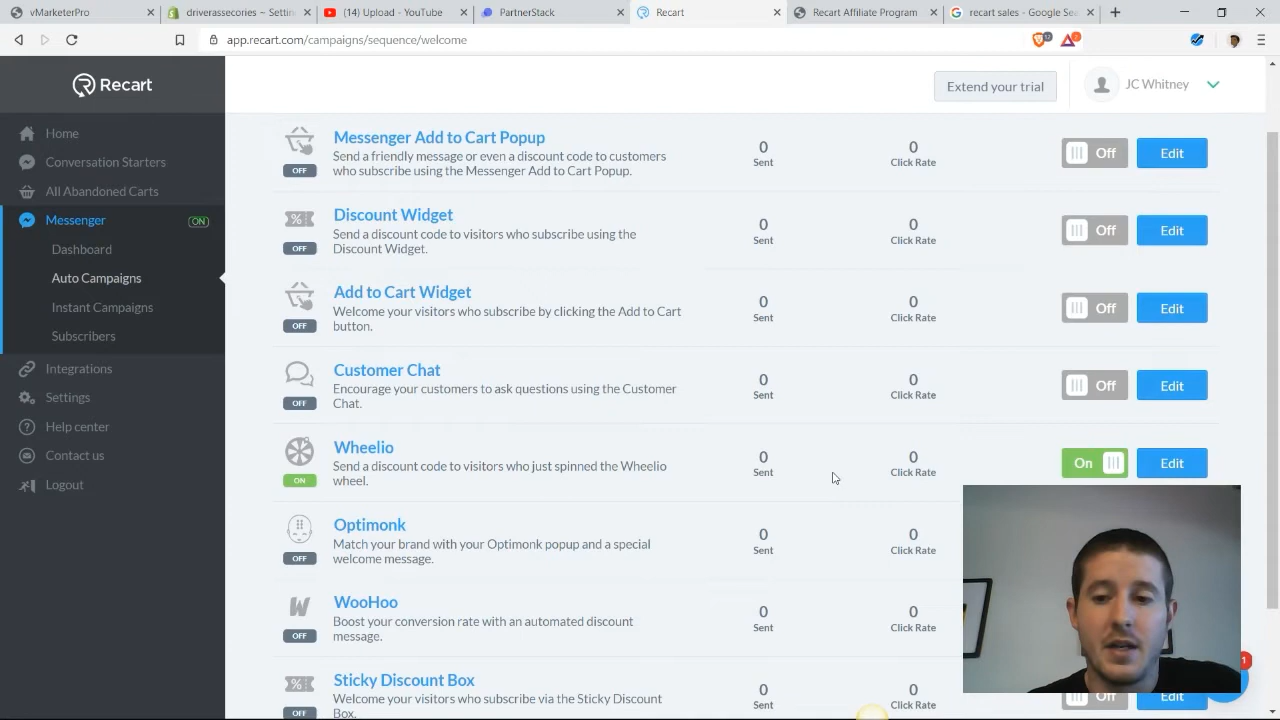 vMarketerPro
driverassecories ~ Settin
(14) Upload - YouTube
PartnerStack
Recart
Recart Affiliate Program
recart sales - Google Sea
app.recart.com/campaigns/sequence/welcome
Recart
Extend your trial
JC Whitney
Home
Conversation Starters
All Abandoned Carts
Messenger
ON
Dashboard
Auto Campaigns
Instant Campaigns
Subscribers
Integrations
Settings
Help center
Contact us
Logout
Messenger Add to Cart Popup
Send a friendly message or even a discount code to customers
who subscribe using the Messenger Add to Cart Popup.
OFF
0
Sent
0
Click Rate
Off
Edit
Discount Widget
Send a discount code to visitors who subscribe using the
Discount Widget.
OFF
0
Sent
0
Click Rate
Off
Edit
Add to Cart Widget
Welcome your visitors who subscribe by clicking the Add to Cart
button.
OFF
0
Sent
0
Click Rate
Off
Edit
Customer Chat
Encourage your customers to ask questions using the Customer
Chat.
OFF
0
Sent
0
Click Rate
Off
Edit
Wheelio
Send a discount code to visitors who just spinned the Wheelio
wheel.
ON
0
Sent
0
Click Rate
On
Edit
Optimonk
Match your brand with your Optimonk popup and a special
welcome message.
OFF
0
Sent
0
Click Rate
WooHoo
Boost your conversion rate with an automated discount
message.
OFF
0
Sent
0
Click Rate
Sticky Discount Box
Welcome your visitors who subscribe via the Sticky Discount
Box.
OFF
0
Sent
0
Click Rate
Off
Edit
1